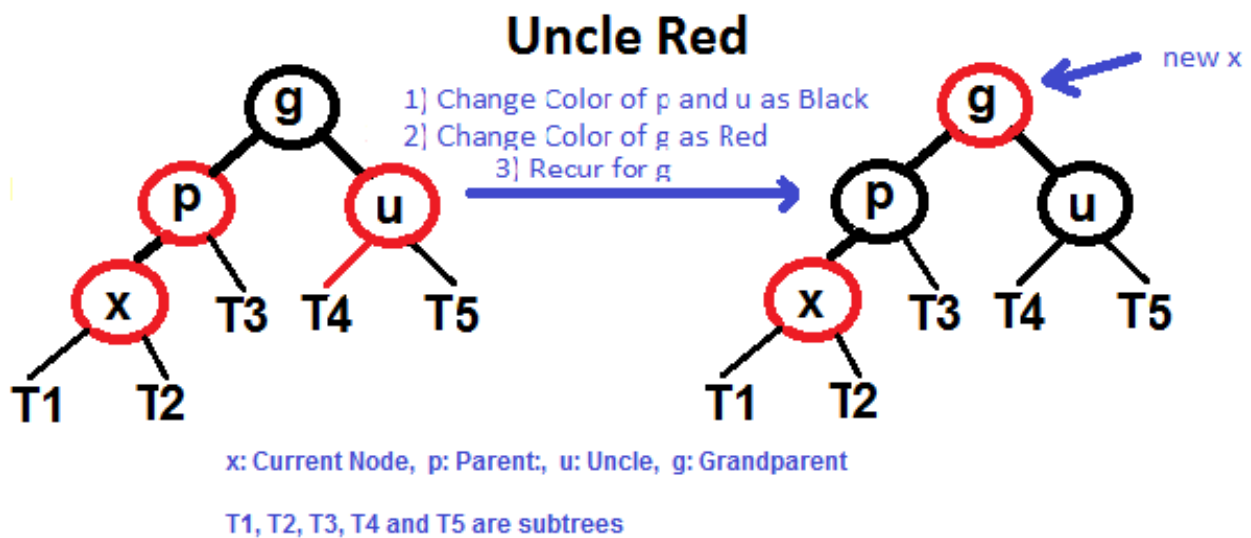 Uncle Red
new x
1) Change Color of p and u as Black
2) Change Color of g as Red
3) Recur for g
g
p
u
x
T3
T4
T5
T1
T2
g
p
u
x
T3
T4
T5
T1
T2
x: Current Node, p: Parent:, u: Uncle, g: Grandparent
T1, T2, T3, T4 and T5 are subtrees